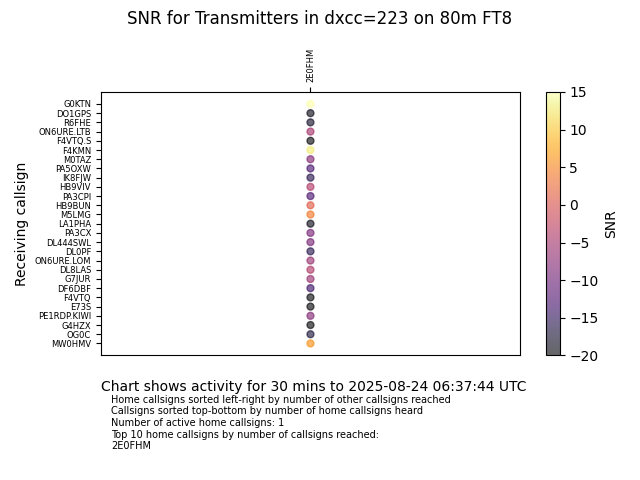 SNR for Transmitters in dxcc=223 on 80m FT8
2E0FHM
G0KTN
DO1GPS
R6FHE
ON6URE.LTB
F4VTQ.S
F4KMN
M0TAZ
PA5OXW
IK8FJW
HB9VIV
PA3CPI
HB9BUN
M5LMG
LA1PHA
PA3CX
DL444SWL
DL0PF
ON6URE.LOM
DL8LAS
G7JUR
DF6DBF
F4VTQ
E73S
PE1RDP.KIWI
G4HZX
OG0C
MW0HMV
Receiving callsign
15
10
5
0
−5
−10
−15
−20
SNR
Chart shows activity for 30 mins to 2025-08-24 06:37:44 UTC
Home callsigns sorted left-right by number of other callsigns reached
Callsigns sorted top-bottom by number of home callsigns heard
Number of active home callsigns: 1
Top 10 home callsigns by number of callsigns reached:
2E0FHM